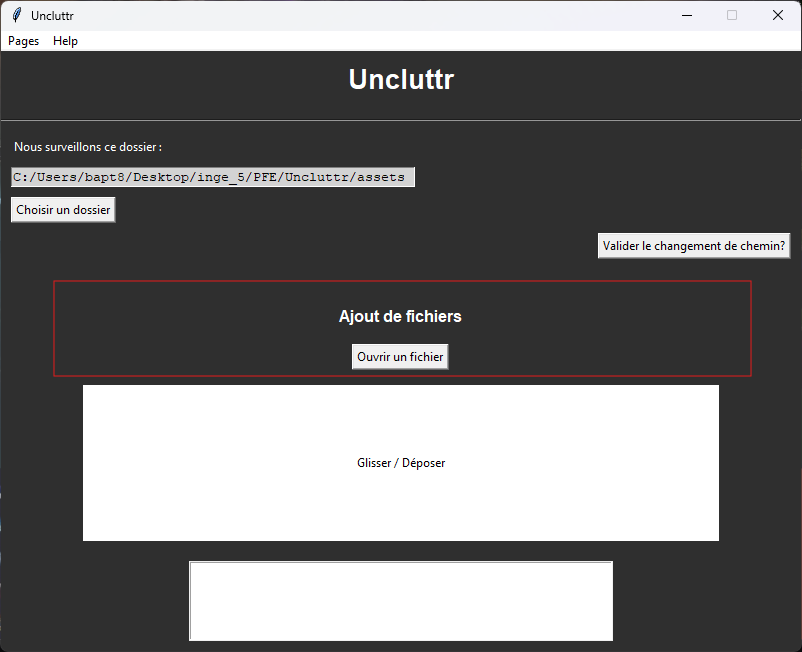 Uncluttr
Pages Help
Uncluttr
Nous surveillons ce dossier :
C:/Users/bapt8/Desktop/inge_5/PFE/Uncluttr/assets
Choisir un dossier
Valider le changement de chemin?
Ajout de fichiers
Ouvrir un fichier
Glisser / Déposer